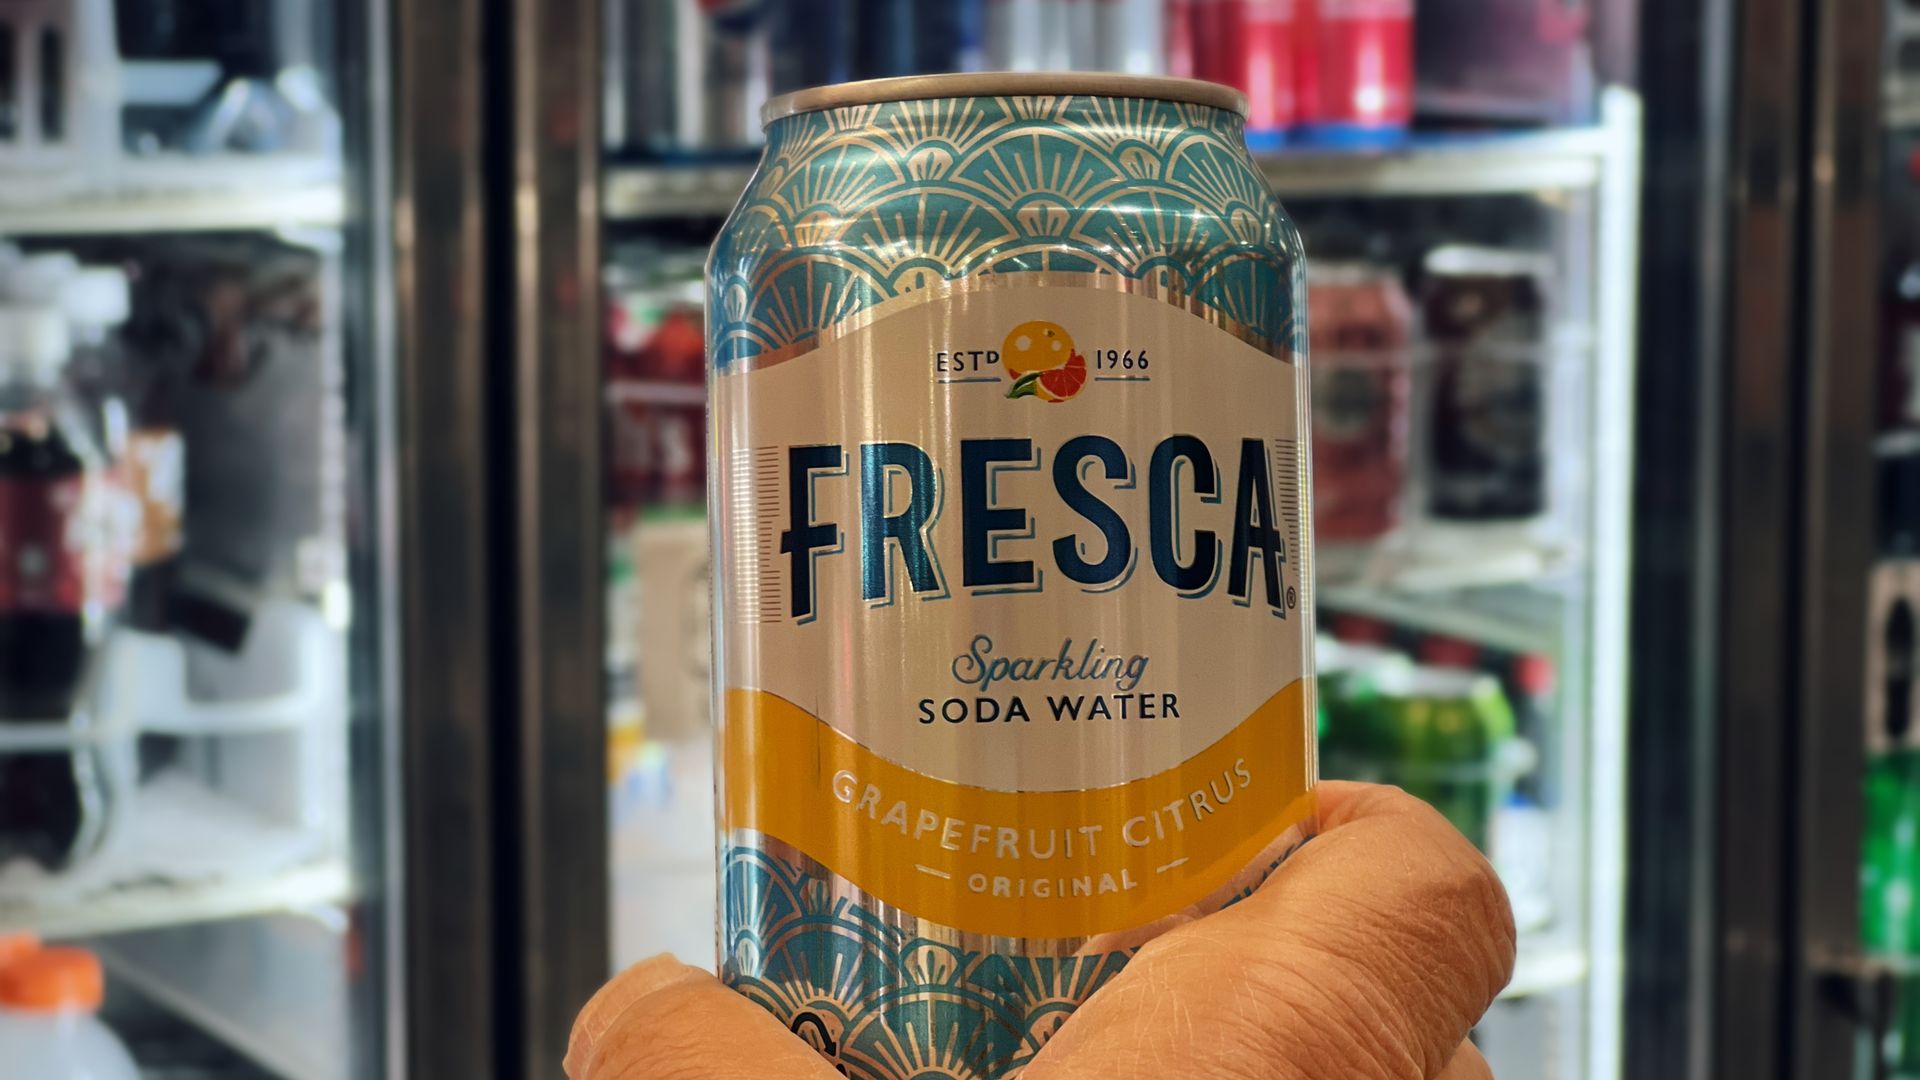 ESTD 1966
FRESCA®
Sparkling
SODA WATER
GRAPEFRUIT CITRUS
ORIGINAL